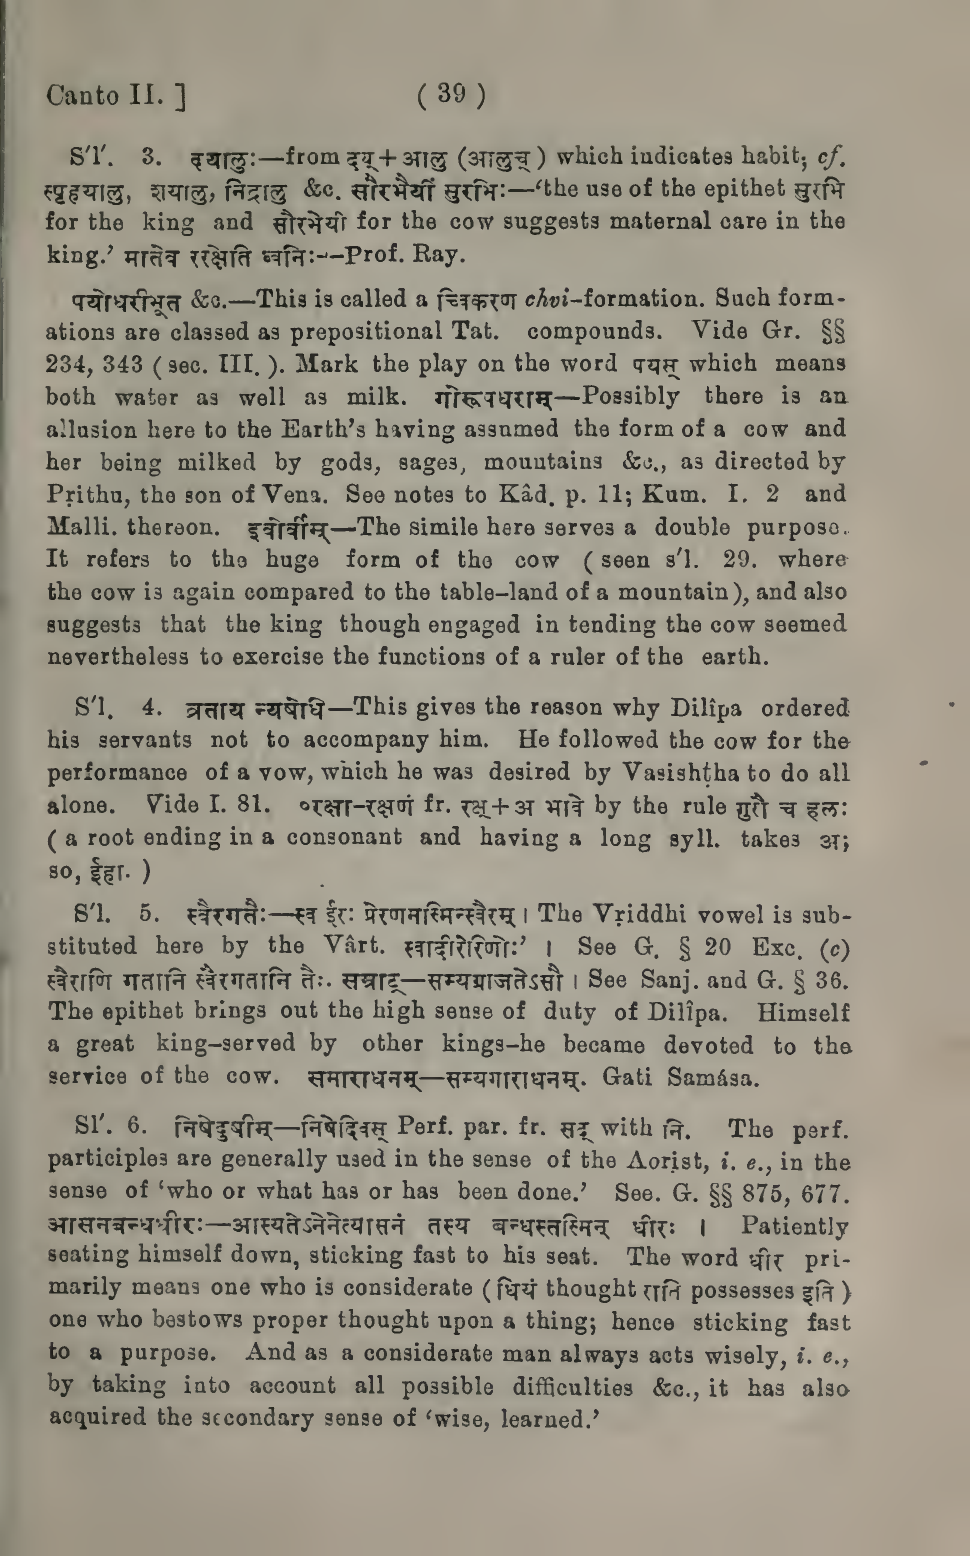 Canto II. ] ( 39 )
S'l'. 3. दयालुः—from दय्+आलु (आलुच्) which indicates habit; cf.
स्पृहयालु, शयालु, निद्रालु &c. सौरभेयीं सुरभिः—‘the use of the epithet सुरभि
for the king and सौरभेयी for the cow suggests maternal care in the
king.’ मातेव ररक्षेति ध्वनिः--Prof. Ray.
पयोधरीभूत &c.—This is called a च्विकरण chvi-formation. Such form-
ations are classed as prepositional Tat. compounds. Vide Gr. §§
234, 343 ( sec. III. ). Mark the play on the word पयस् which means
both water as well as milk. गोरूपधराम्—Possibly there is an
allusion here to the Earth's having assumed the form of a cow and
her being milked by gods, sages, mountains &c., as directed by
Pṛithu, the son of Vena. See notes to Kâd. p. 11; Kum. I. 2 and
Malli. thereon. इवोर्वीम्—The simile here serves a double purpose.
It refers to the huge form of the cow ( seen s'l. 29. where
the cow is again compared to the table-land of a mountain ), and also
suggests that the king though engaged in tending the cow seemed
nevertheless to exercise the functions of a ruler of the earth.
S'l. 4. व्रताय न्यषेधि—This gives the reason why Dilîpa ordered
his servants not to accompany him. He followed the cow for the
performance of a vow, which he was desired by Vasishṭha to do all
alone. Vide I. 81. ०रक्षा-रक्षणं fr. रक्ष्+अ भावे by the rule गुरौ च हलः
( a root ending in a consonant and having a long syll. takes अ;
so, ईहा. )
S'l. 5. स्वैरगतैः—स्व ईरः प्रेरणनस्मिन्स्वैरम् । The Vṛiddhi vowel is sub-
stituted here by the Vârt. स्वादीरेरिणोः’ । See G. § 20 Exc. (c)
स्वैराणि गतानि स्वैरगतानि तैः. सम्राट्—सम्यग्राजतेऽसौ । See Sanj. and G. § 36.
The epithet brings out the high sense of duty of Dilîpa. Himself
a great king-served by other kings-he became devoted to the
service of the cow. समाराधनम्—सम्यगाराधनम्. Gati Samása.
Sl'. 6. निषेदुषीम्—निषेदिवस् Perf. par. fr. सद् with नि. The perf.
participles are generally used in the sense of the Aorist, i. e., in the
sense of ‘who or what has or has been done.’ See. G. §§ 875, 677.
आसनबन्धधीरः—आस्यतेऽनेनेत्यासनं तस्य बन्धस्तस्मिन् धीरः । Patiently
seating himself down, sticking fast to his seat. The word धीर pri-
marily means one who is considerate ( धियं thought राति possesses इति )
one who bestows proper thought upon a thing; hence sticking fast
to a purpose. And as a considerate man always acts wisely, i. e.,
by taking into account all possible difficulties &c., it has also
acquired the secondary sense of ‘wise, learned.’